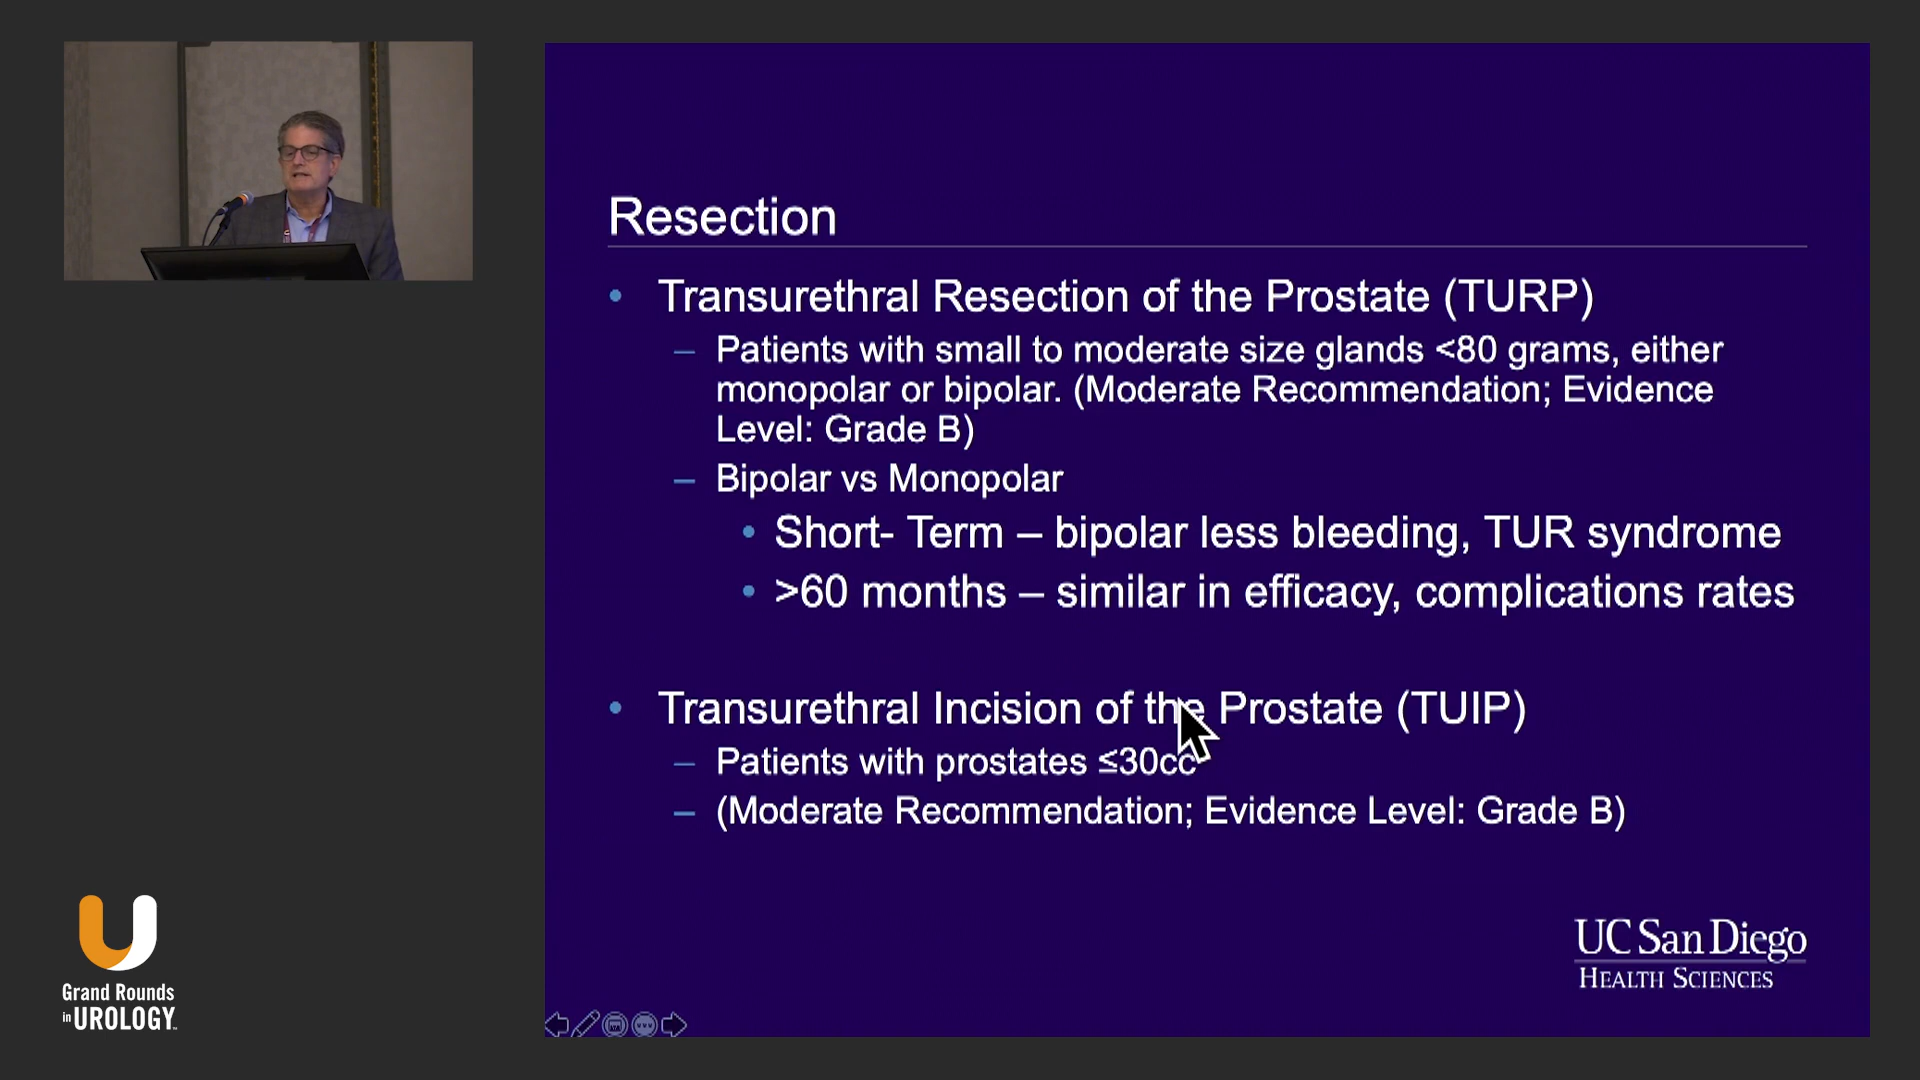 Resection
• Transurethral Resection of the Prostate (TURP)
– Patients with small to moderate size glands <80 grams, either
monopolar or bipolar. (Moderate Recommendation; Evidence
Level: Grade B)
– Bipolar vs Monopolar
• Short- Term – bipolar less bleeding, TUR syndrome
• >60 months – similar in efficacy, complications rates
• Transurethral Incision of the Prostate (TUIP)
– Patients with prostates ≤30cc
– (Moderate Recommendation; Evidence Level: Grade B)
UC San Diego
HEALTH SCIENCES
Grand Rounds
in UROLOGY